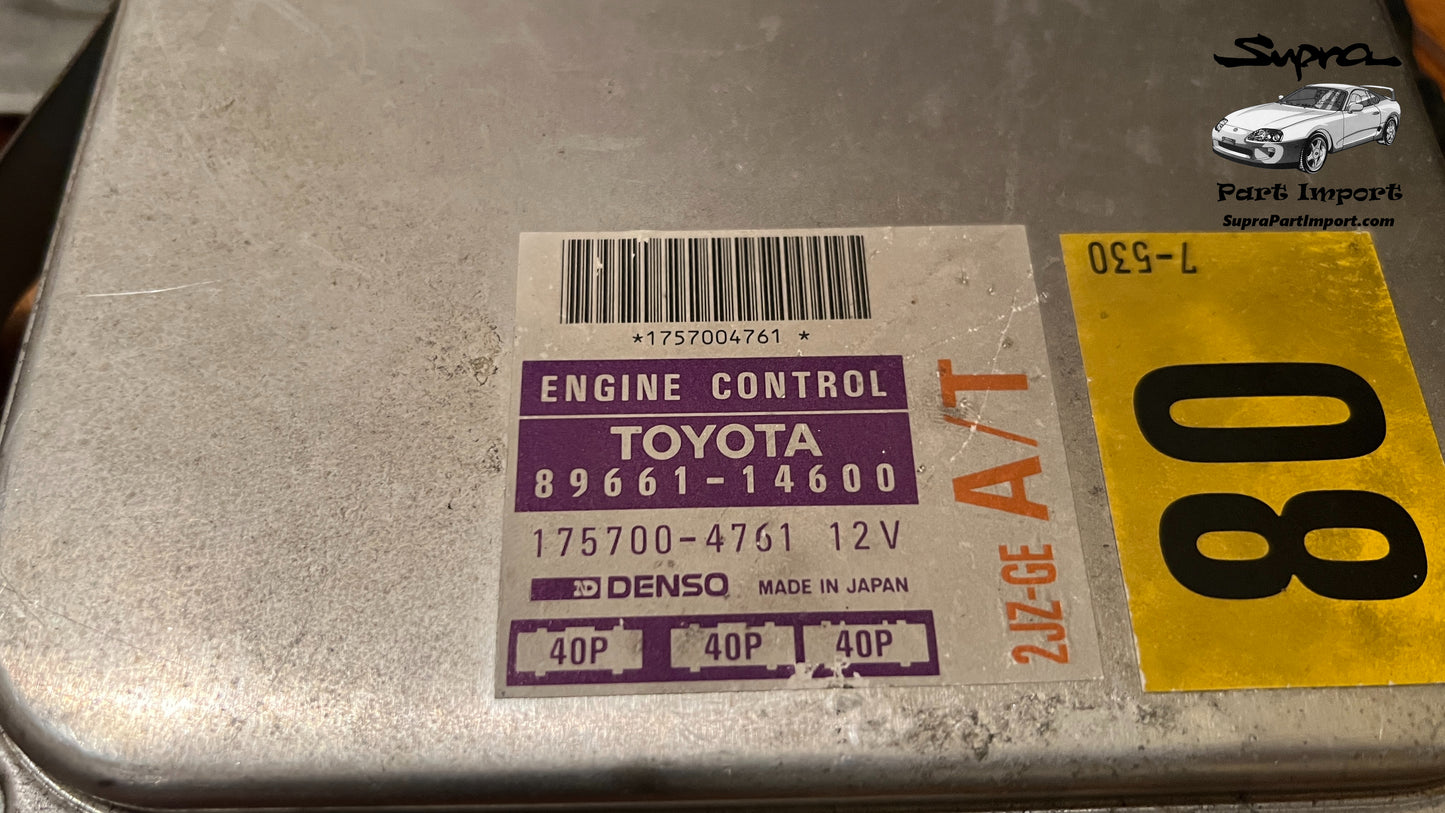 Supra
Part Import
SupraPartImport.com
*1757004761 *
ENGINE CONTROL
TOYOTA
89661-14600
175700-4761 12V
ND DENSO MADE IN JAPAN
40P 40P 40P
2JZ-GE A/T
7-530
80